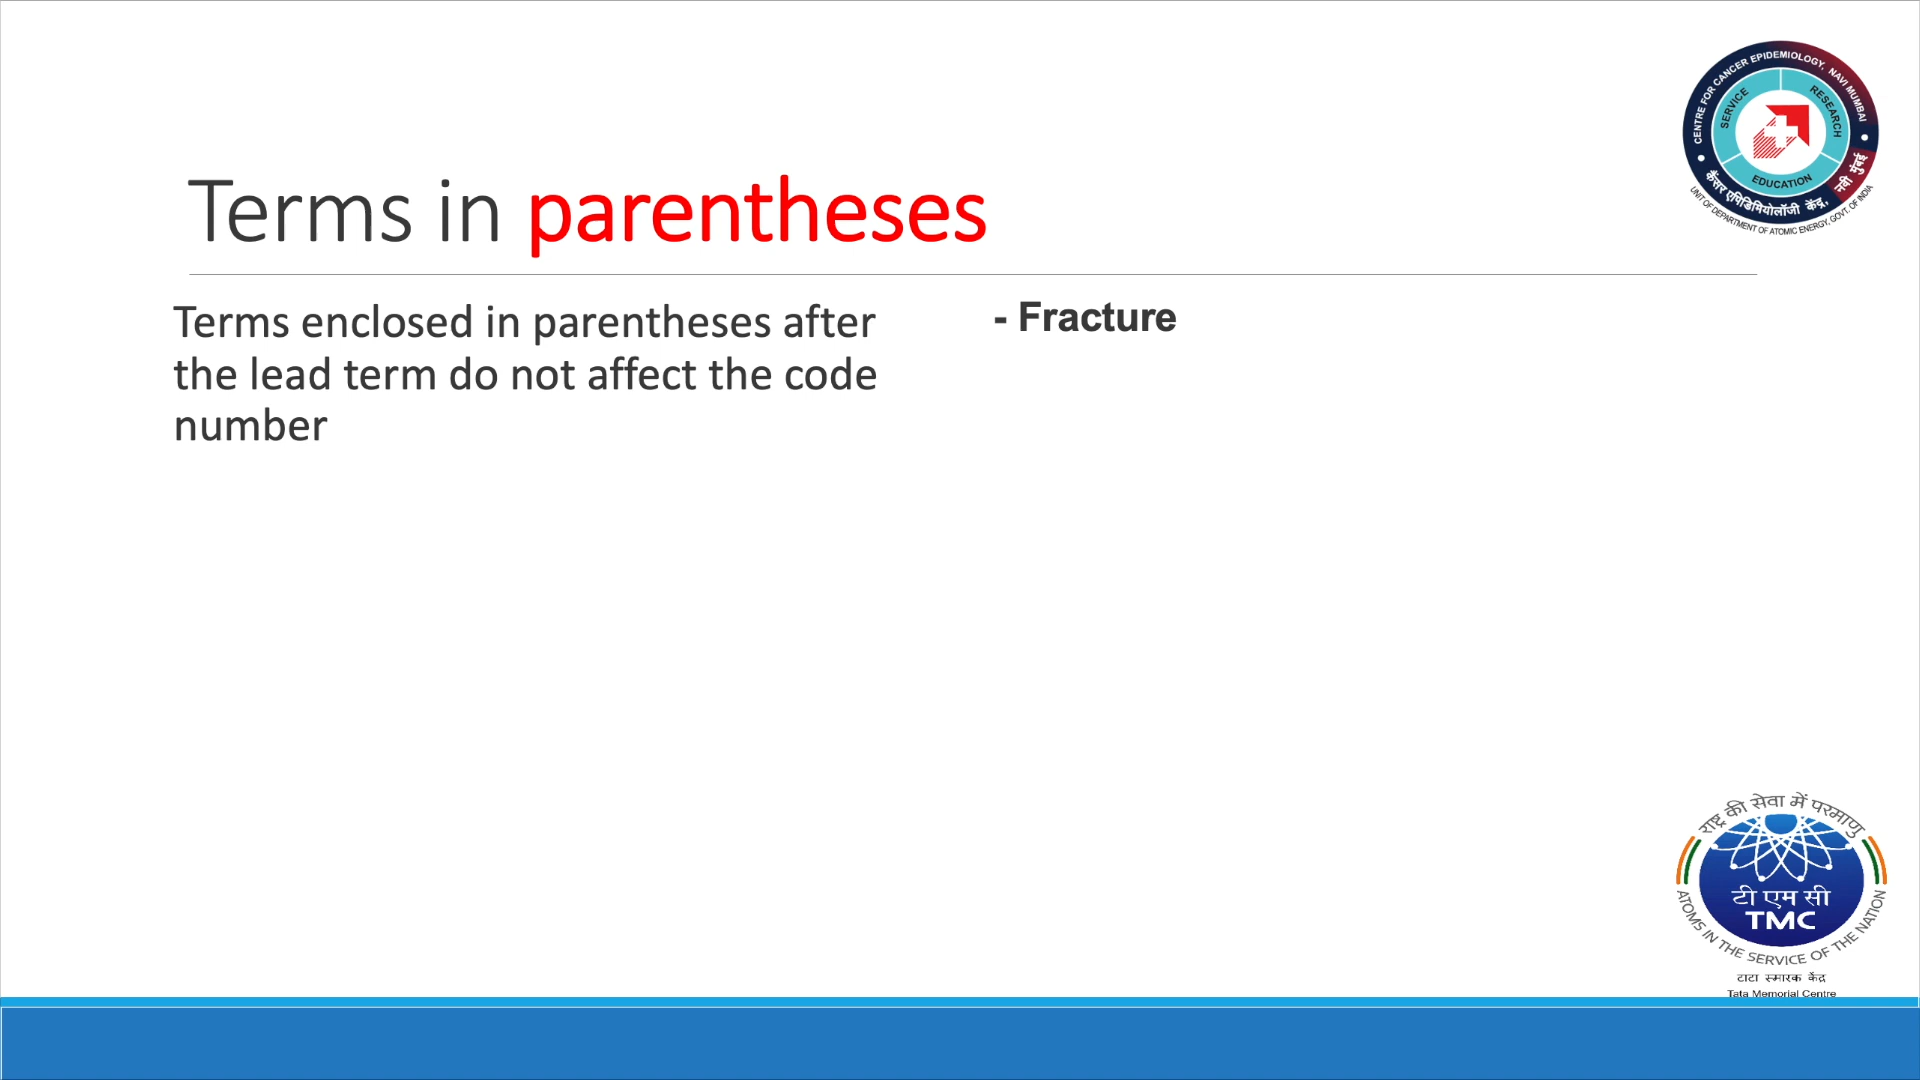 CENTRE FOR CANCER EPIDEMIOLOGY, NAVI MUMBAI
SERVICE
RESEARCH
EDUCATION
कैंसर एपिडिमियोलॉजी केंद्र, नवी मुंबई
UNIT OF DEPARTMENT OF ATOMIC ENERGY, GOVT. OF INDIA
Terms in parentheses
Terms enclosed in parentheses after
the lead term do not affect the code
number
- Fracture
राष्ट्र की सेवा में परमाणु
टी एम सी
TMC
ATOMS IN THE SERVICE OF THE NATION
टाटा स्मारक केंद्र
Tata Memorial Centre